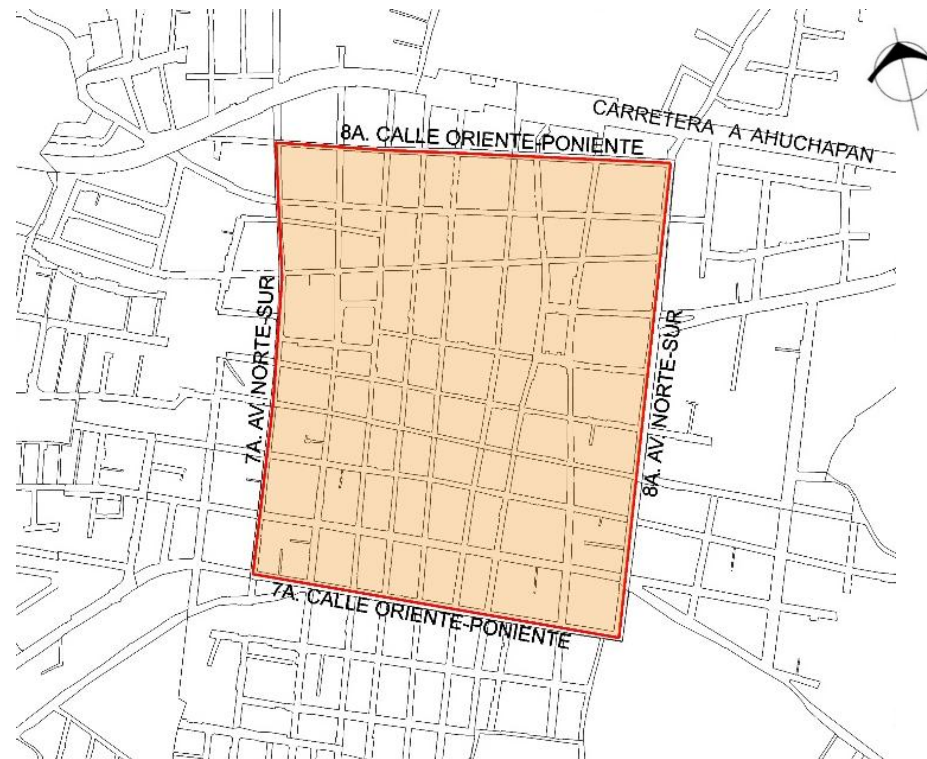 CARRETERA A AHUCHAPAN
8A. CALLE ORIENTE-PONIENTE
7A. AV. NORTE-SUR
8A. AV. NORTE-SUR
7A. CALLE ORIENTE-PONIENTE